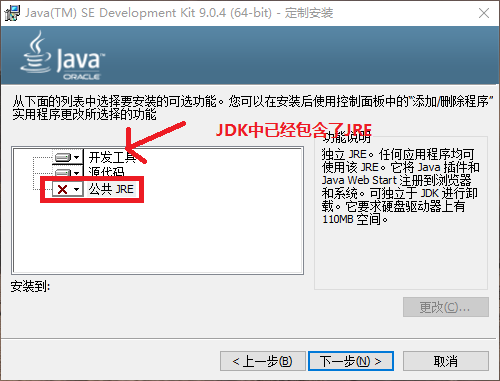 Java(TM) SE Development Kit 9.0.4 (64-bit) - 定制安装
Java
ORACLE
从下面的列表中选择要安装的可选功能。您可以在安装后使用控制面板中的“添加/删除程序”
实用程序更改所选择的功能
JDK中已经包含了JRE
开发工具
源代码
公共 JRE
功能说明
独立 JRE。任何应用程序均可
使用该 JRE。它将 Java 插件和
Java Web Start 注册到浏览器
和系统。可独立于 JDK 进行卸
载。它要求硬盘驱动器上有
110MB 空间。
安装到:
更改(C)...
< 上一步(B)
下一步(N) >
取消